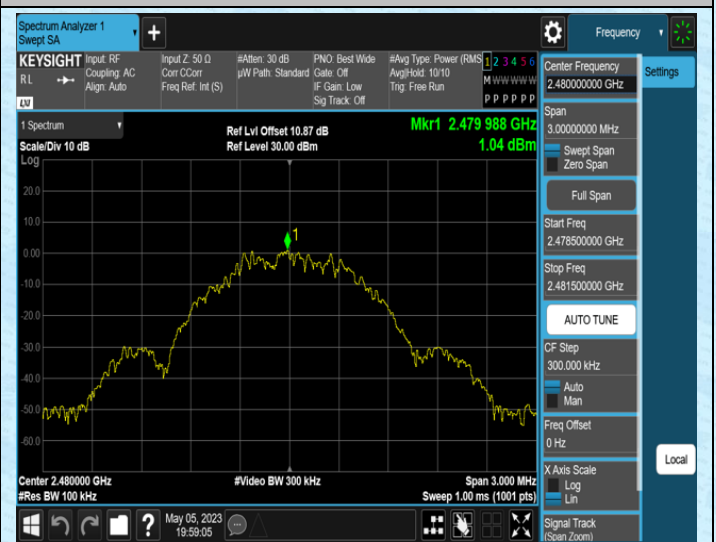 Spectrum Analyzer 1
Swept SA
Frequency
KEYSIGHT
R L
LXI
Input: RF
Coupling: AC
Align: Auto
Input Z: 50 Ω
Corr CCorr
Freq Ref: Int (S)
#Atten: 30 dB
µW Path: Standard
PNO: Best Wide
Gate: Off
IF Gain: Low
Sig Track: Off
#Avg Type: Power (RMS
Avg|Hold: 10/10
Trig: Free Run
1 2 3 4 5 6
M W W W W W
P P P P P P
Center Frequency
2.480000000 GHz
Settings
Span
3.00000000 MHz
Swept Span
Zero Span
Full Span
Start Freq
2.478500000 GHz
Stop Freq
2.481500000 GHz
AUTO TUNE
CF Step
300.000 kHz
Auto
Man
Freq Offset
0 Hz
X Axis Scale
Log
Lin
Signal Track
(Span Zoom)
Local
1 Spectrum
Scale/Div 10 dB
Log
Ref Lvl Offset 10.87 dB
Ref Level 30.00 dBm
Mkr1 2.479 988 GHz
1.04 dBm
1
20.0
10.0
0.00
-10.0
-20.0
-30.0
-40.0
-50.0
-60.0
Center 2.480000 GHz
#Res BW 100 kHz
#Video BW 300 kHz
Span 3.000 MHz
Sweep 1.00 ms (1001 pts)
?
May 05, 2023
19:59:05